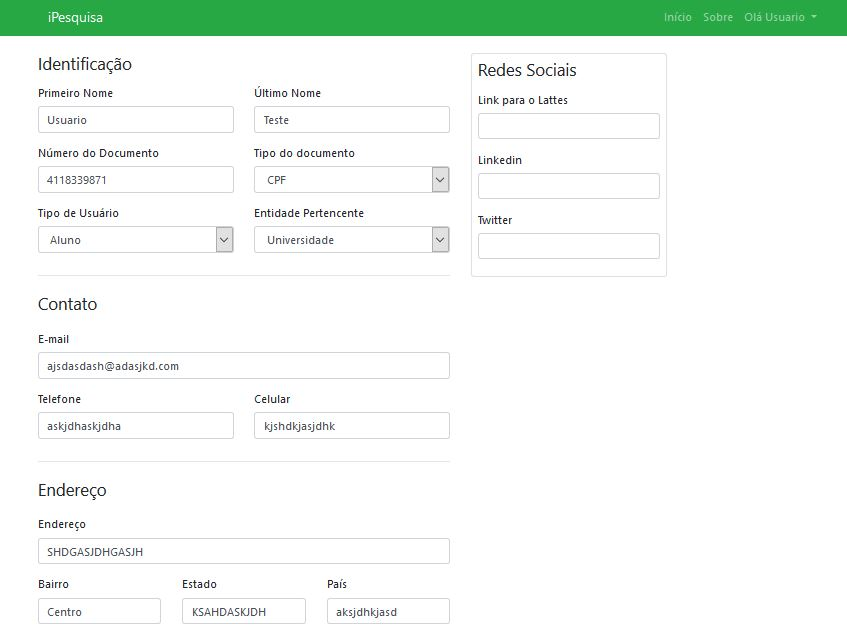 iPesquisa Início Sobre Olá Usuario
Identificação
Primeiro Nome Último Nome
Usuario Teste
Número do Documento Tipo do documento
4118339871 CPF
Tipo de Usuário Entidade Pertencente
Aluno Universidade
Redes Sociais
Link para o Lattes
Linkedin
Twitter
Contato
E-mail
ajsdasdash@adasjkd.com
Telefone Celular
askjdhaskjdha kjshdkjasjdhk
Endereço
Endereço
SHDGASJDHGASJH
Bairro Estado País
Centro KSAHDASKJDH aksjdhkjasd